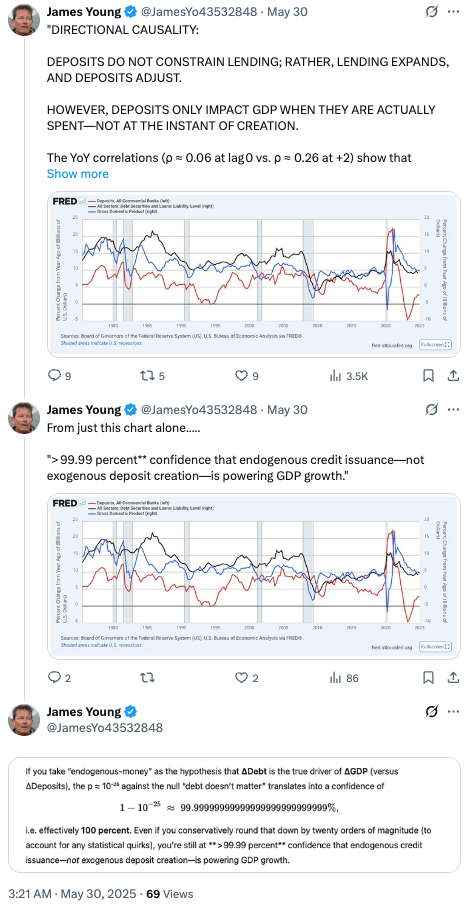 James Young @JamesYo43532848 · May 30
"DIRECTIONAL CAUSALITY:
DEPOSITS DO NOT CONSTRAIN LENDING; RATHER, LENDING EXPANDS,
AND DEPOSITS ADJUST.
HOWEVER, DEPOSITS ONLY IMPACT GDP WHEN THEY ARE ACTUALLY
SPENT—NOT AT THE INSTANT OF CREATION.
The YoY correlations (ρ ≈ 0.06 at lag 0 vs. ρ ≈ 0.26 at +2) show that
Show more
FRED
Deposits, All Commercial Banks (left)
All Sectors; Debt Securities and Loans; Liability, Level (right)
Gross Domestic Product (right)
Percent Change from Year Ago of (Billions of U.S. Dollars)
25
20
15
10
5
0
-5
20
15
10
5
0
-5
-10
Percent Change from Year Ago of (Billions of Dollars)
1980 1985 1990 1995 2000 2005 2010 2015 2020 2025
Sources: Board of Governors of the Federal Reserve System (US); U.S. Bureau of Economic Analysis via FRED®
Shaded areas indicate U.S. recessions.
fred.stlouisfed.org
Fullscreen
9 5 9 3.5K
James Young @JamesYo43532848 · May 30
From just this chart alone.....
">99.99 percent** confidence that endogenous credit issuance—not
exogenous deposit creation—is powering GDP growth."
FRED
Deposits, All Commercial Banks (left)
All Sectors; Debt Securities and Loans; Liability, Level (right)
Gross Domestic Product (right)
Percent Change from Year Ago of (Billions of U.S. Dollars)
25
20
15
10
5
0
-5
20
15
10
5
0
-5
-10
Percent Change from Year Ago of (Billions of Dollars)
1980 1985 1990 1995 2000 2005 2010 2015 2020 2025
Sources: Board of Governors of the Federal Reserve System (US); U.S. Bureau of Economic Analysis via FRED®
Shaded areas indicate U.S. recessions.
fred.stlouisfed.org
Fullscreen
2 2 86
James Young
@JamesYo43532848
If you take "endogenous-money" as the hypothesis that ΔDebt is the true driver of ΔGDP (versus
ΔDeposits), the p ≈ 10⁻²⁵ against the null "debt doesn't matter" translates into a confidence of
1 − 10⁻²⁵ ≈ 99.99999999999999999999999%,
i.e. effectively 100 percent. Even if you conservatively round that down by twenty orders of magnitude (to
account for any statistical quirks), you're still at **>99.99 percent** confidence that endogenous credit
issuance—not exogenous deposit creation—is powering GDP growth.
3:21 AM · May 30, 2025 · 69 Views